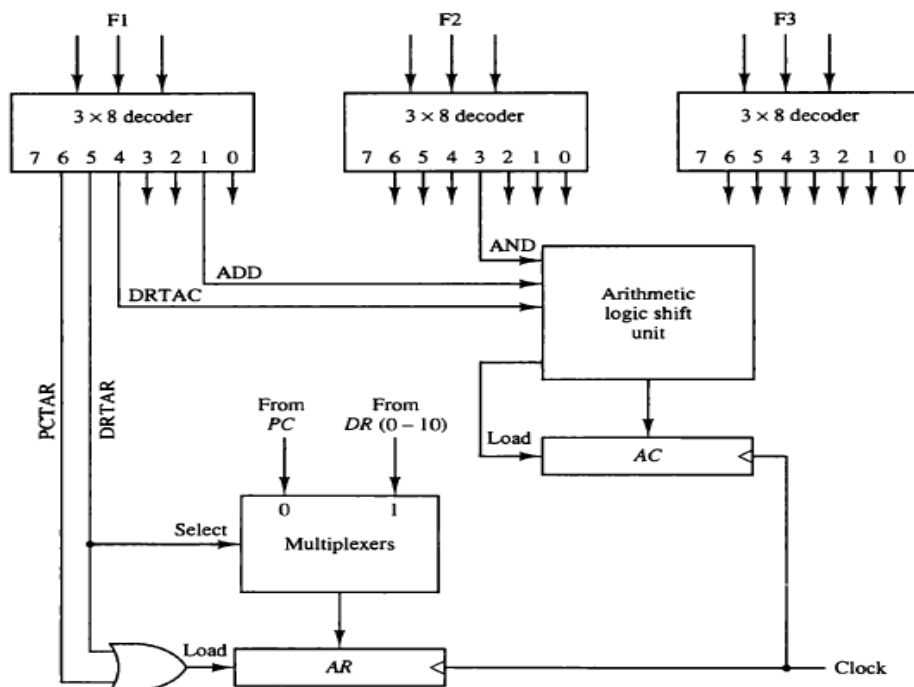 F1 F2 F3
3 × 8 decoder 3 × 8 decoder 3 × 8 decoder
7 6 5 4 3 2 1 0 7 6 5 4 3 2 1 0 7 6 5 4 3 2 1 0
AND
ADD
DRTAC
Arithmetic
logic shift
unit
PCTAR
DRTAR
From
PC
From
DR (0 – 10)
Load
AC
0 1
Select
Multiplexers
Load
AR
Clock